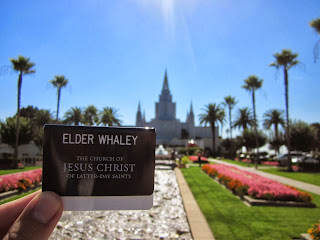 ELDER WHALEY
THE CHURCH OF
JESUS CHRIST
OF LATTER-DAY SAINTS